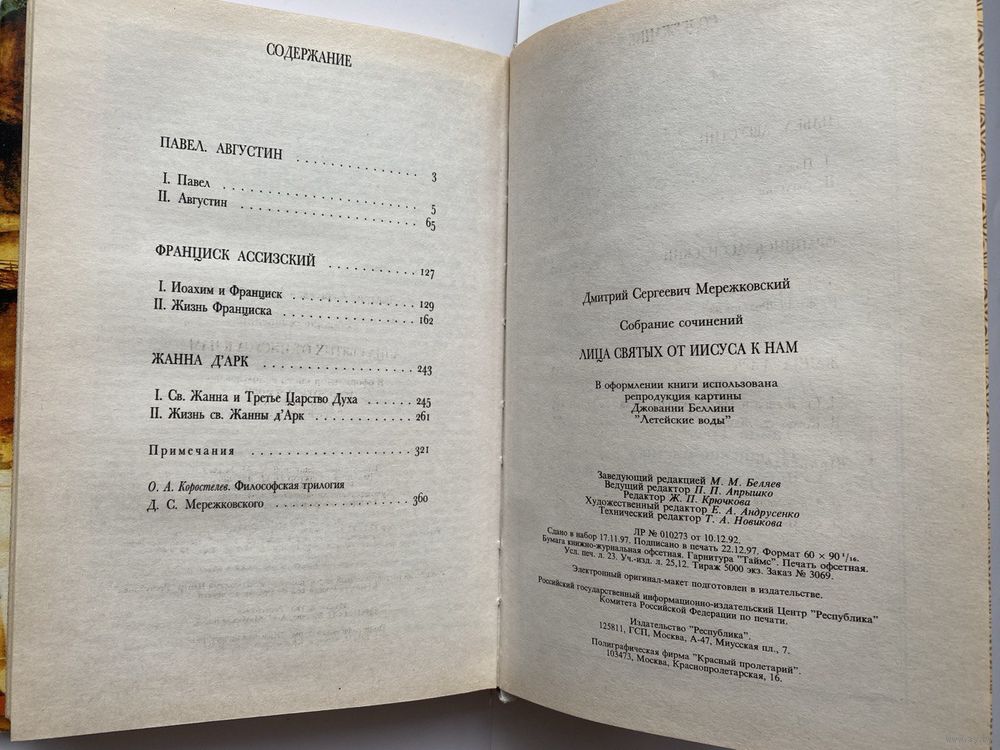 СОДЕРЖАНИЕ
ПАВЕЛ. АВГУСТИН . . . . . . . . . . . . . . 3
I. Павел . . . . . . . . . . . . . . . . . . . . . 5
II. Августин . . . . . . . . . . . . . . . . . . . 65
ФРАНЦИСК АССИЗСКИЙ . . . . . . . . . . 127
I. Иоахим и Франциск . . . . . . . . . . . . . 129
II. Жизнь Франциска . . . . . . . . . . . . . . 162
ЖАННА Д'АРК . . . . . . . . . . . . . . . . . 243
I. Св. Жанна и Третье Царство Духа . . . . . . 245
II. Жизнь св. Жанны д'Арк . . . . . . . . . . 261
Примечания . . . . . . . . . . . . . . . . . . 321
О. А. Коростелев. Философская трилогия
Д. С. Мережковского . . . . . . . . . . . . . . . 360
Дмитрий Сергеевич Мережковский
Собрание сочинений
ЛИЦА СВЯТЫХ ОТ ИИСУСА К НАМ
В оформлении книги использована
репродукция картины
Джованни Беллини
"Летейские воды"
Заведующий редакцией М. М. Беляев
Ведущий редактор П. П. Апрышко
Редактор Ж. П. Крючкова
Художественный редактор Е. А. Андрусенко
Технический редактор Т. А. Новикова
ЛР № 010273 от 10.12.92.
Сдано в набор 17.11.97. Подписано в печать 22.12.97. Формат 60 × 90 1/16.
Бумага книжно-журнальная офсетная. Гарнитура "Таймс". Печать офсетная.
Усл. печ. л. 23. Уч.-изд. л. 25,12. Тираж 5000 экз. Заказ № 3069.
Электронный оригинал-макет подготовлен в издательстве.
Российский государственный информационно-издательский Центр "Республика"
Комитета Российской Федерации по печати.
Издательство "Республика".
125811, ГСП, Москва, А-47, Миусская пл., 7.
Полиграфическая фирма "Красный пролетарий".
103473, Москва, Краснопролетарская, 16.